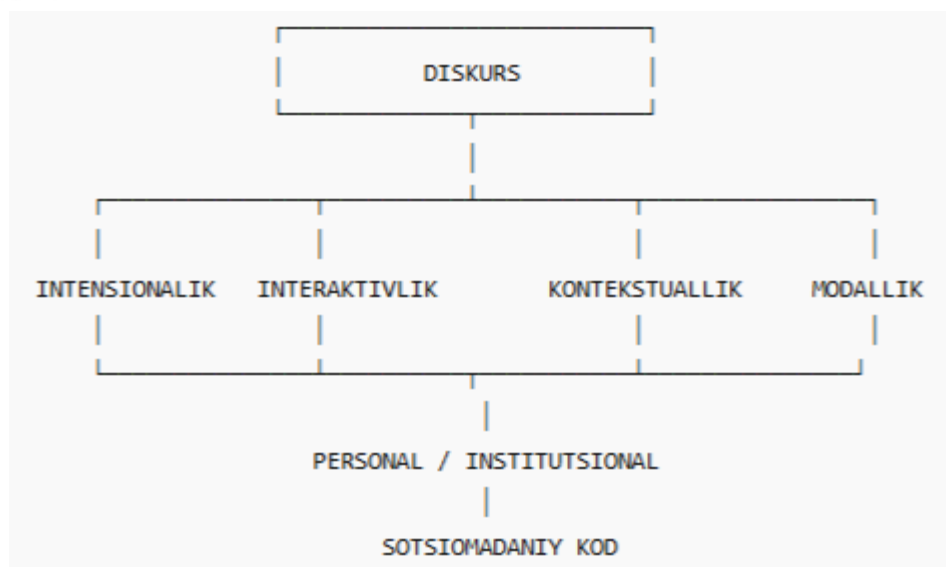 DISKURS
INTENSIONALIK INTERAKTIVLIK KONTEKSTUALLIK MODALLIK
PERSONAL / INSTITUTSIONAL
SOTSIOMADANIY KOD